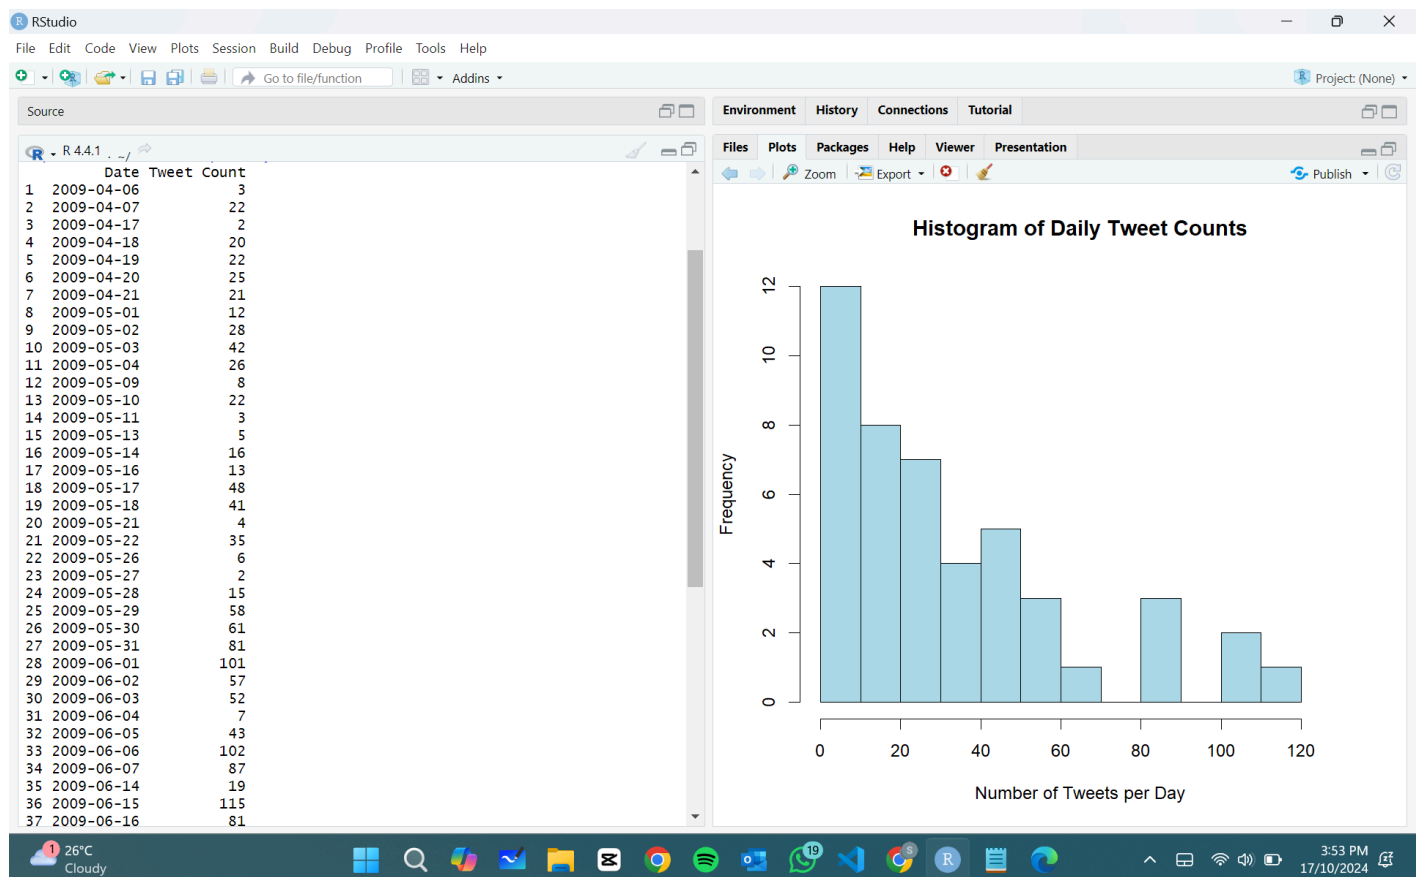 RStudio
File Edit Code View Plots Session Build Debug Profile Tools Help
Go to file/function Addins Project: (None)
Source
R 4.4.1 . ~/
Date Tweet Count
1 2009-04-06 3
2 2009-04-07 22
3 2009-04-17 2
4 2009-04-18 20
5 2009-04-19 22
6 2009-04-20 25
7 2009-04-21 21
8 2009-05-01 12
9 2009-05-02 28
10 2009-05-03 42
11 2009-05-04 26
12 2009-05-09 8
13 2009-05-10 22
14 2009-05-11 3
15 2009-05-13 5
16 2009-05-14 16
17 2009-05-16 13
18 2009-05-17 48
19 2009-05-18 41
20 2009-05-21 4
21 2009-05-22 35
22 2009-05-26 6
23 2009-05-27 2
24 2009-05-28 15
25 2009-05-29 58
26 2009-05-30 61
27 2009-05-31 81
28 2009-06-01 101
29 2009-06-02 57
30 2009-06-03 52
31 2009-06-04 7
32 2009-06-05 43
33 2009-06-06 102
34 2009-06-07 87
35 2009-06-14 19
36 2009-06-15 115
37 2009-06-16 81
Environment History Connections Tutorial
Files Plots Packages Help Viewer Presentation
Zoom Export Publish
Histogram of Daily Tweet Counts
Frequency
12
10
8
6
4
2
0
0 20 40 60 80 100 120
Number of Tweets per Day
1 26°C
Cloudy
19
S
R
3:53 PM
17/10/2024